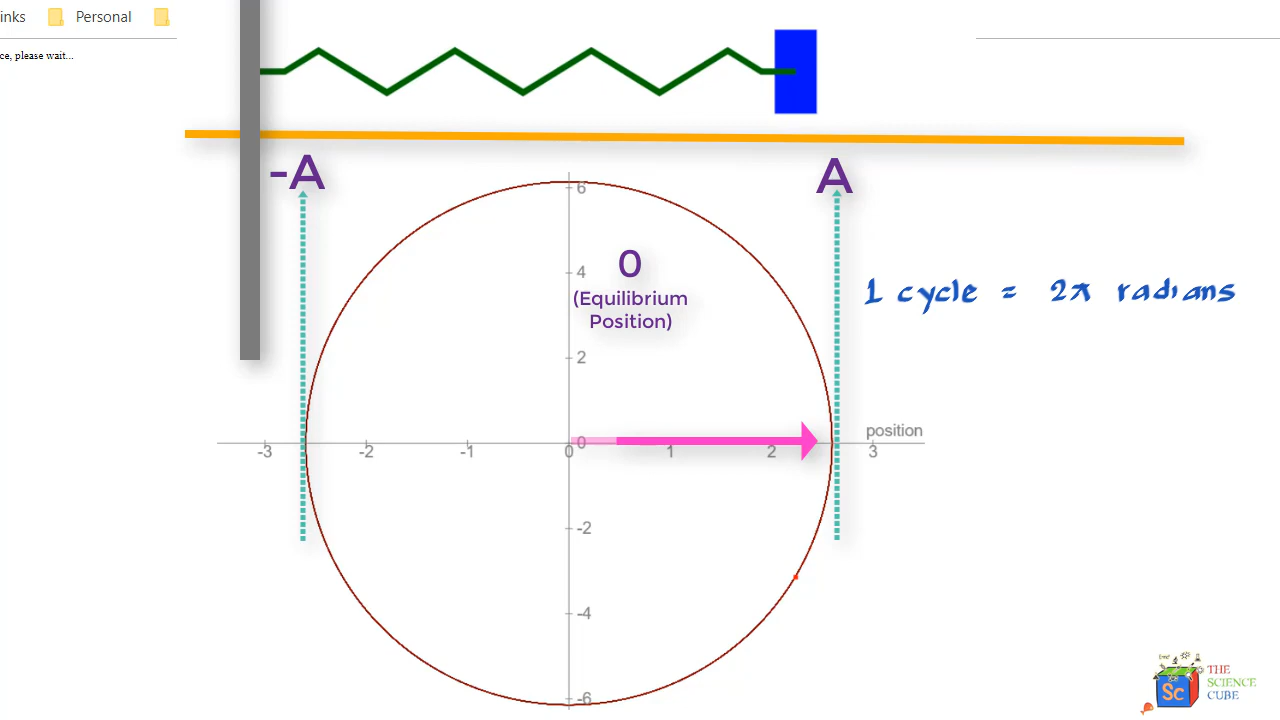 inks Personal
ce, please wait...
-A A
6
4
2
0
-2
-4
-6
0
(Equilibrium
Position)
1 cycle = 2π radians
position
-3 -2 -1 0 1 2 3
Sc
THE
SCIENCE
CUBE